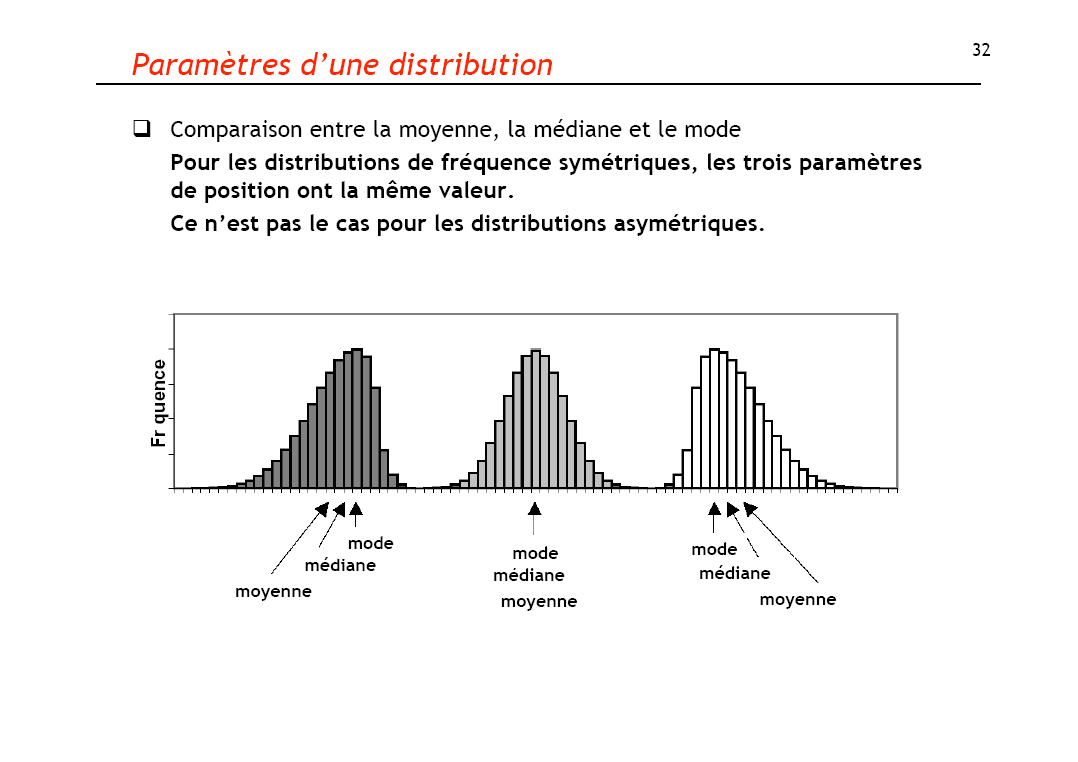 32
Paramètres d’une distribution
❑ Comparaison entre la moyenne, la médiane et le mode
Pour les distributions de fréquence symétriques, les trois paramètres
de position ont la même valeur.
Ce n’est pas le cas pour les distributions asymétriques.
Fr quence
mode
médiane
moyenne
mode
médiane
moyenne
mode
médiane
moyenne